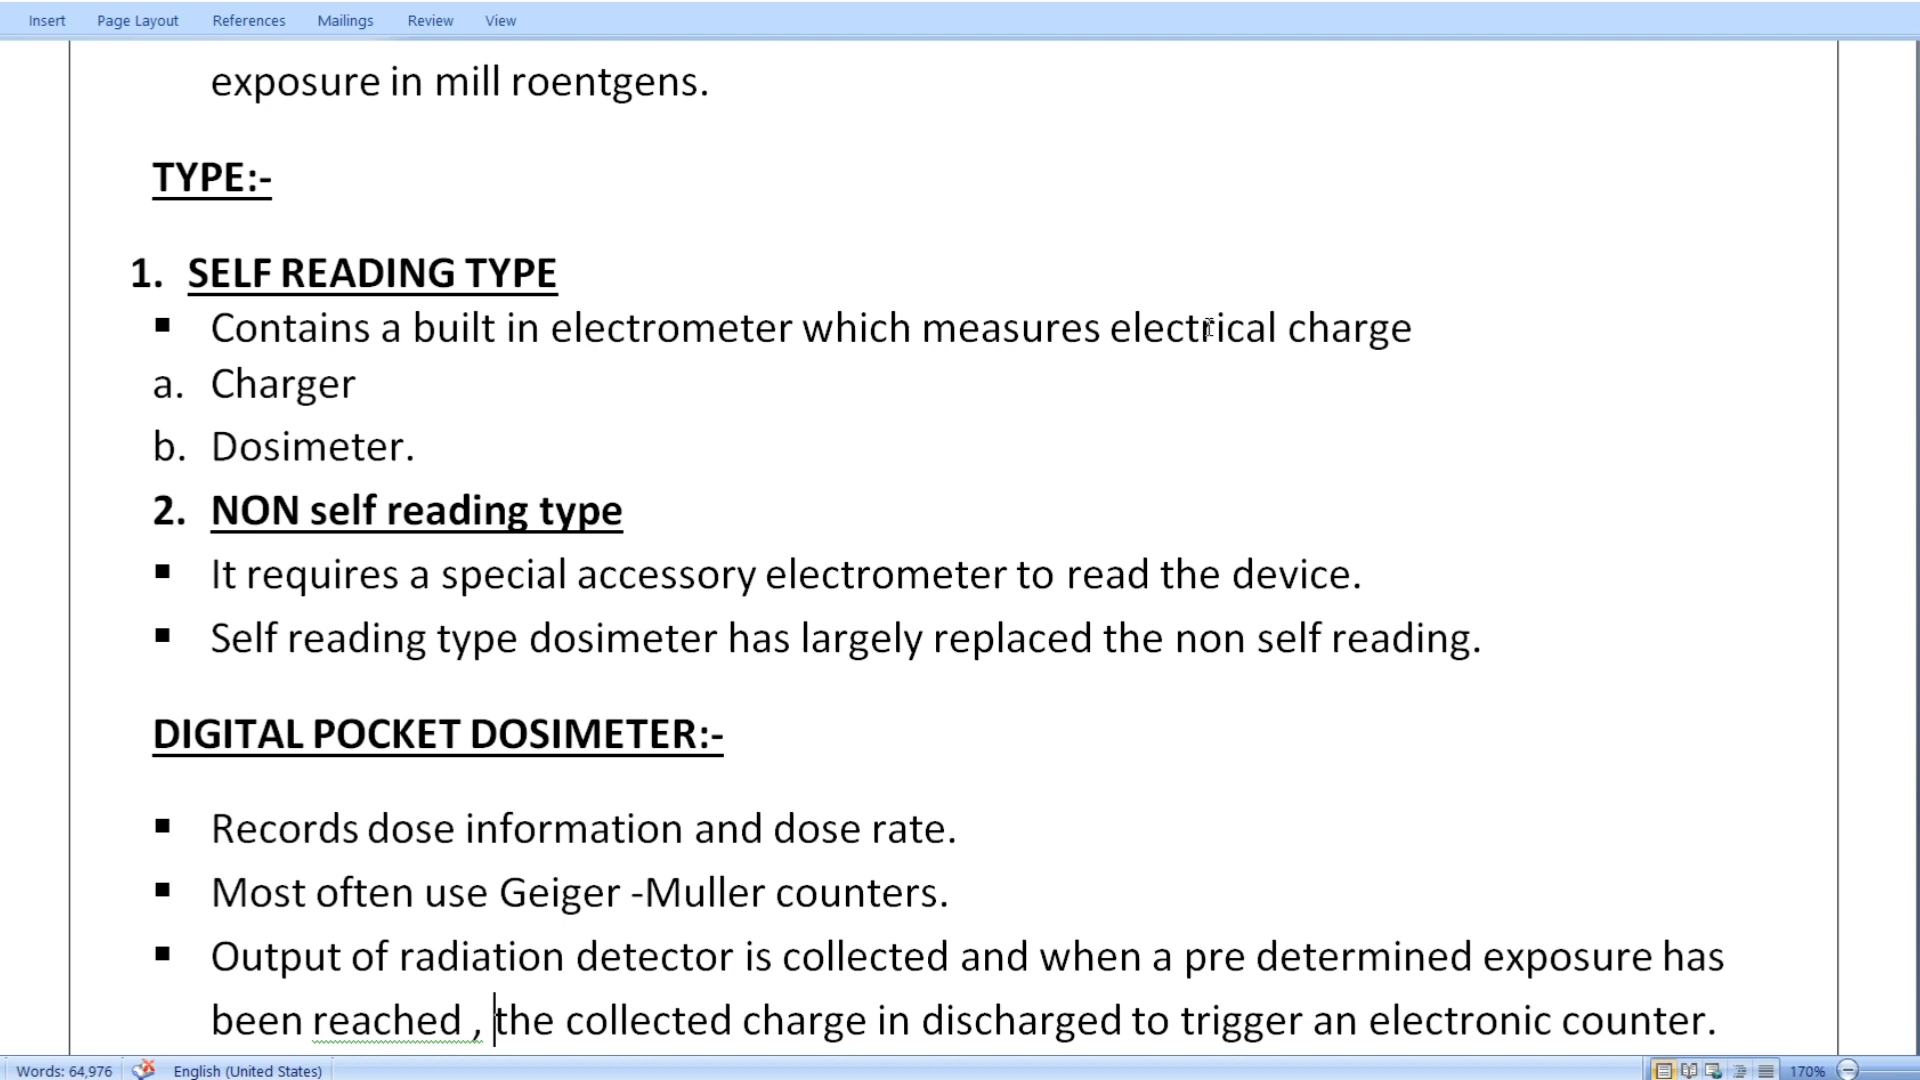 Insert Page Layout References Mailings Review View
exposure in mill roentgens.
TYPE:-
1. SELF READING TYPE
▪ Contains a built in electrometer which measures electrical charge
a. Charger
b. Dosimeter.
2. NON self reading type
▪ It requires a special accessory electrometer to read the device.
▪ Self reading type dosimeter has largely replaced the non self reading.
DIGITAL POCKET DOSIMETER:-
▪ Records dose information and dose rate.
▪ Most often use Geiger -Muller counters.
▪ Output of radiation detector is collected and when a pre determined exposure has
been reached , the collected charge in discharged to trigger an electronic counter.
Words: 64,976 English (United States) 170%